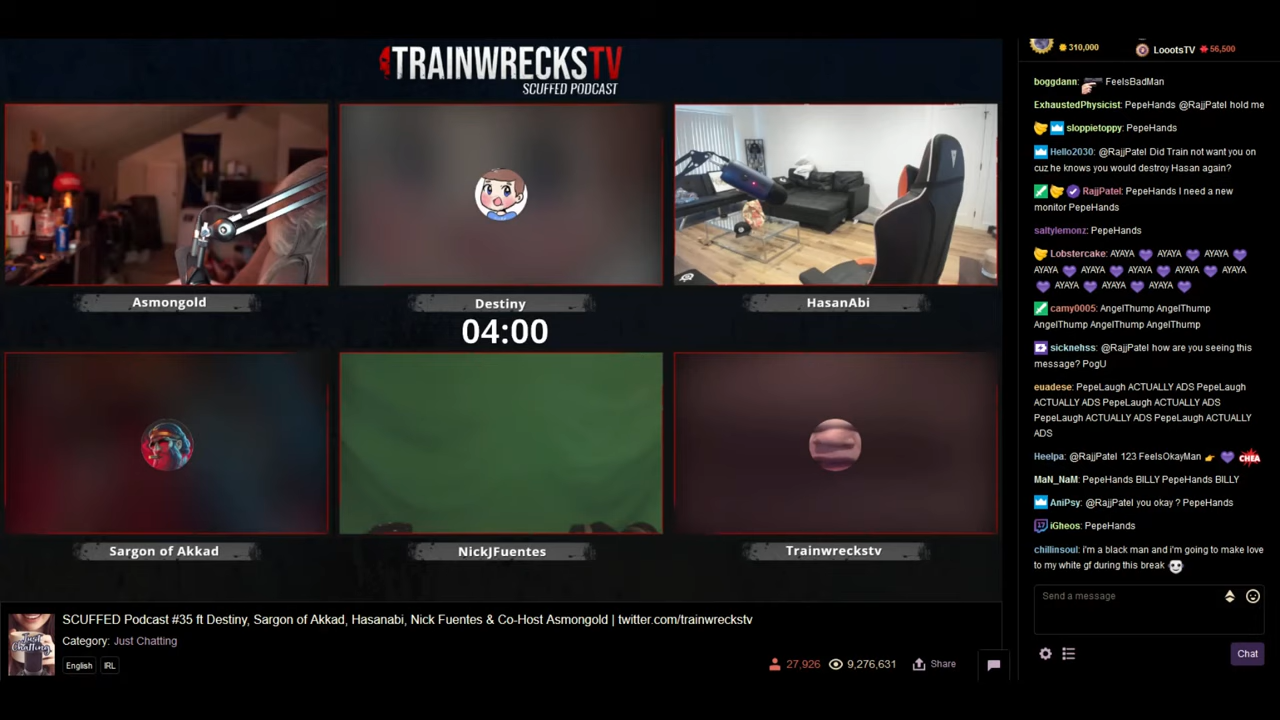 TRAINWRECKSTV
SCUFFED PODCAST
Asmongold
Destiny
HasanAbi
04:00
Sargon of Akkad
NickJFuentes
Trainwreckstv
SCUFFED Podcast #35 ft Destiny, Sargon of Akkad, Hasanabi, Nick Fuentes & Co-Host Asmongold | twitter.com/trainwreckstv
Just Chatting
Category: Just Chatting
English IRL
27,926 9,276,631 Share
310,000 LoootsTV 56,500
boggdann: FeelsBadMan
ExhaustedPhysicist: PepeHands @RajjPatel hold me
sloppietoppy: PepeHands
Hello2030: @RajjPatel Did Train not want you on
cuz he knows you would destroy Hasan again?
RajjPatel: PepeHands I need a new
monitor PepeHands
saltylemonz: PepeHands
Lobstercake: AYAYA AYAYA AYAYA
AYAYA AYAYA AYAYA AYAYA AYAYA
AYAYA AYAYA AYAYA
camy0005: AngelThump AngelThump
AngelThump AngelThump AngelThump
sicknehss: @RajjPatel how are you seeing this
message? PogU
euadese: PepeLaugh ACTUALLY ADS PepeLaugh
ACTUALLY ADS PepeLaugh ACTUALLY ADS
PepeLaugh ACTUALLY ADS PepeLaugh ACTUALLY
ADS
Heelpa: @RajjPatel 123 FeelsOkayMan CHEA
MaN_NaM: PepeHands BILLY PepeHands BILLY
AniPsy: @RajjPatel you okay ? PepeHands
iGheos: PepeHands
chillinsoul: i'm a black man and i'm going to make love
to my white gf during this break
Send a message
Chat